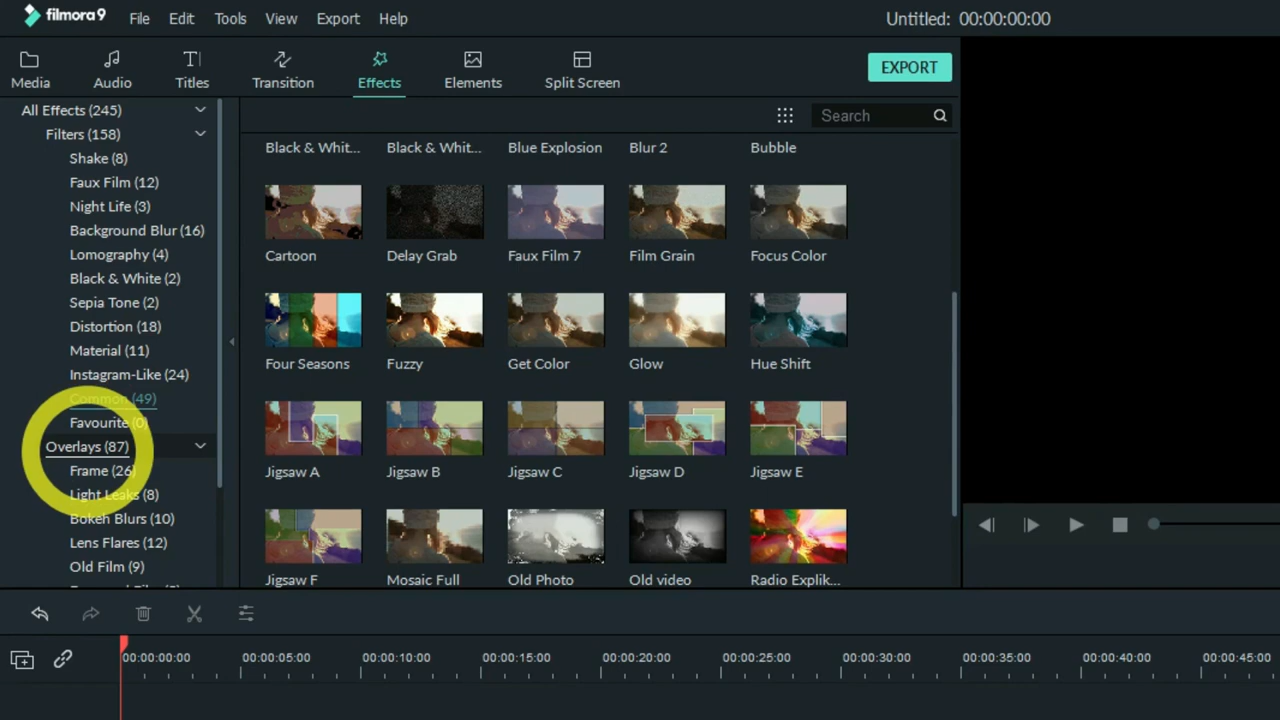 filmora9 File Edit Tools View Export Help Untitled: 00:00:00:00
Media Audio Titles Transition Effects Elements Split Screen EXPORT
All Effects (245)
Filters (158)
Shake (8)
Faux Film (12)
Night Life (3)
Background Blur (16)
Lomography (4)
Black & White (2)
Sepia Tone (2)
Distortion (18)
Material (11)
Instagram-Like (24)
Common (49)
Favourite (0)
Overlays (87)
Frame (26)
Light Leaks (8)
Bokeh Blurs (10)
Lens Flares (12)
Old Film (9)
Search
Black & Whit... Black & Whit... Blue Explosion Blur 2 Bubble
Cartoon Delay Grab Faux Film 7 Film Grain Focus Color
Four Seasons Fuzzy Get Color Glow Hue Shift
Jigsaw A Jigsaw B Jigsaw C Jigsaw D Jigsaw E
Jigsaw F Mosaic Full Old Photo Old video Radio Explik...
00:00:00:00 00:00:05:00 00:00:10:00 00:00:15:00 00:00:20:00 00:00:25:00 00:00:30:00 00:00:35:00 00:00:40:00 00:00:45:00